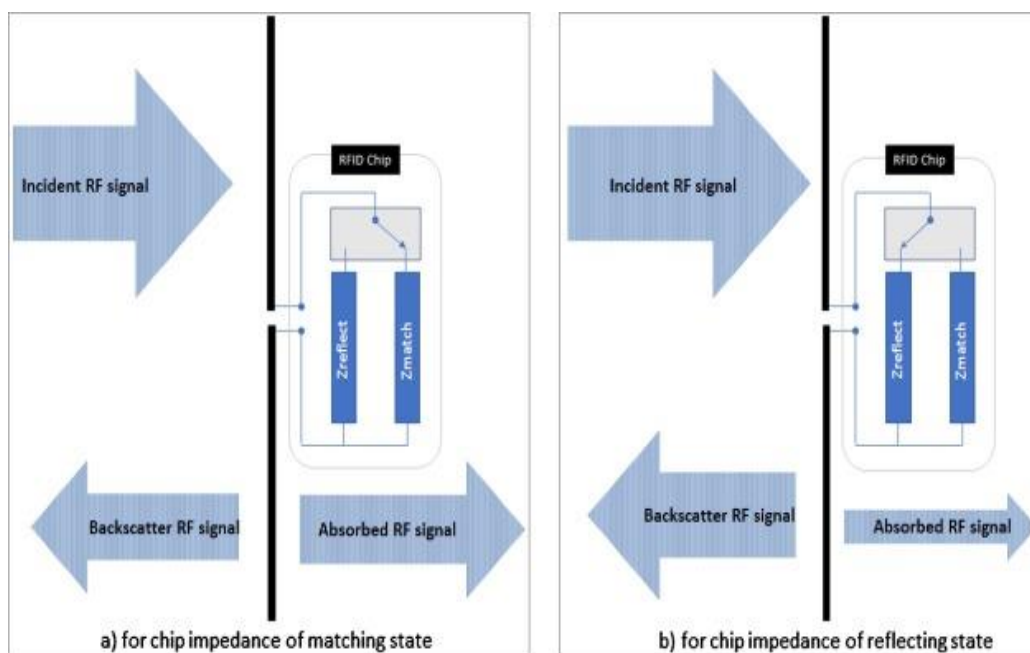 Incident RF signal
RFID Chip
Zreflect
Zmatch
Backscatter RF signal
Absorbed RF signal
a) for chip impedance of matching state
Incident RF signal
RFID Chip
Zreflect
Zmatch
Backscatter RF signal
Absorbed RF signal
b) for chip impedance of reflecting state